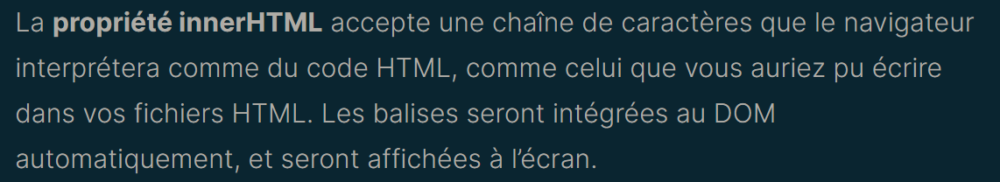 La propriété innerHTML accepte une chaîne de caractères que le navigateur
interprétera comme du code HTML, comme celui que vous auriez pu écrire
dans vos fichiers HTML. Les balises seront intégrées au DOM
automatiquement, et seront affichées à l’écran.